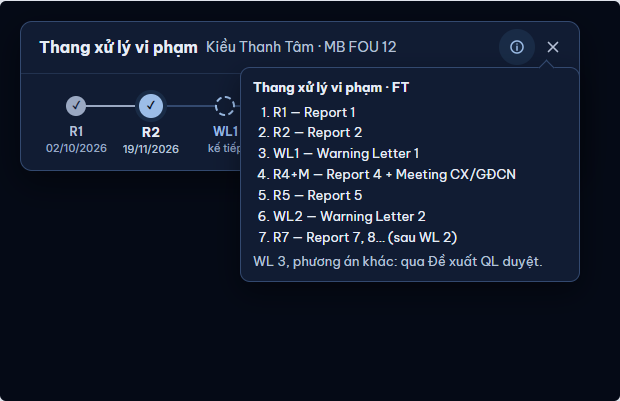 Thang xử lý vi phạm Kiều Thanh Tâm · MB FOU 12
Thang xử lý vi phạm · FT
1. R1 — Report 1
2. R2 — Report 2
3. WL1 — Warning Letter 1
4. R4+M — Report 4 + Meeting CX/GĐCN
5. R5 — Report 5
6. WL2 — Warning Letter 2
7. R7 — Report 7, 8... (sau WL 2)
WL 3, phương án khác: qua Đề xuất QL duyệt.
R1
02/10/2026
R2
19/11/2026
WL1
kế tiếp